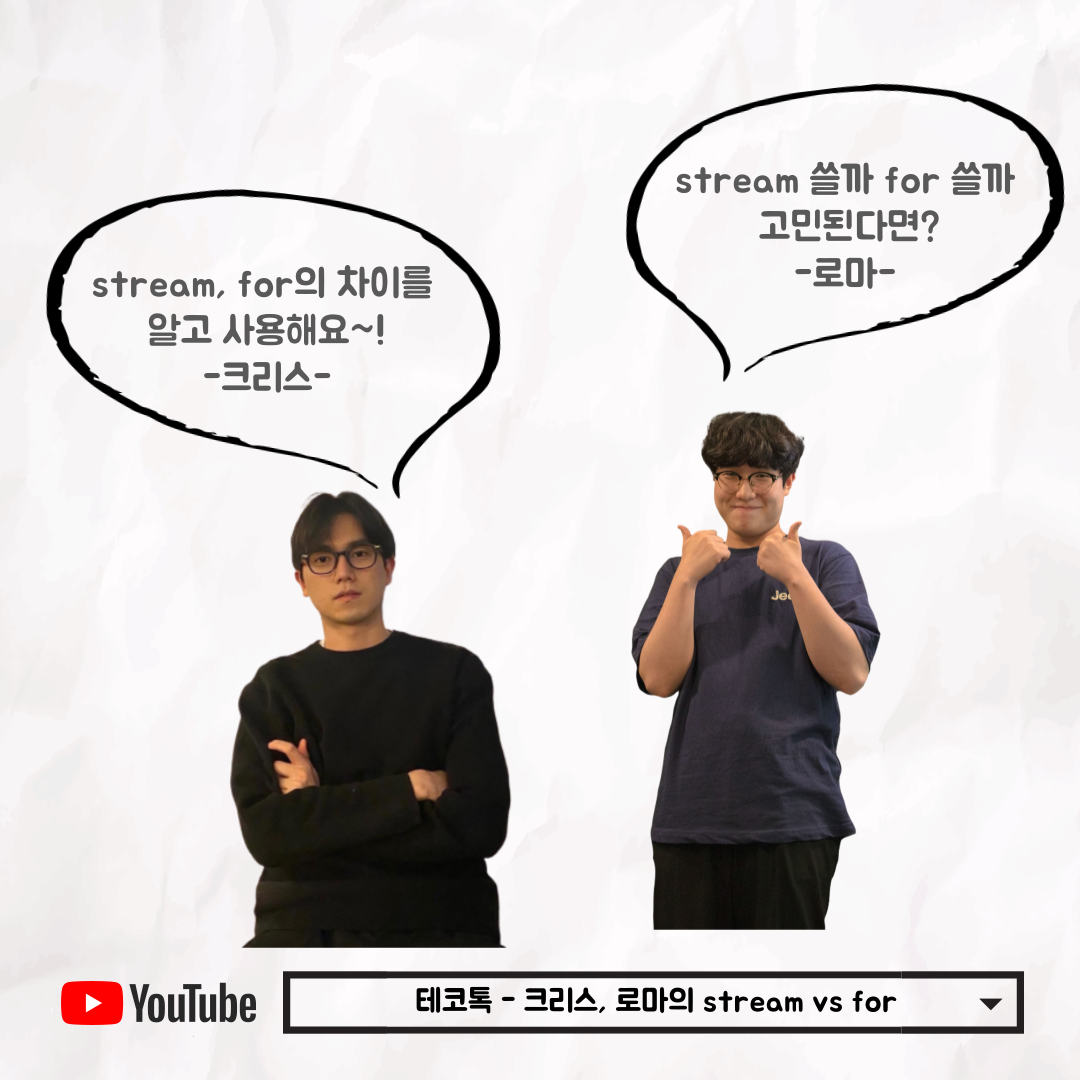 stream 쓸까 for 쓸까
고민된다면?
-로마-
stream, for의 차이를
알고 사용해요~!
-크리스-
Jee
YouTube
테코톡 - 크리스, 로마의 stream vs for